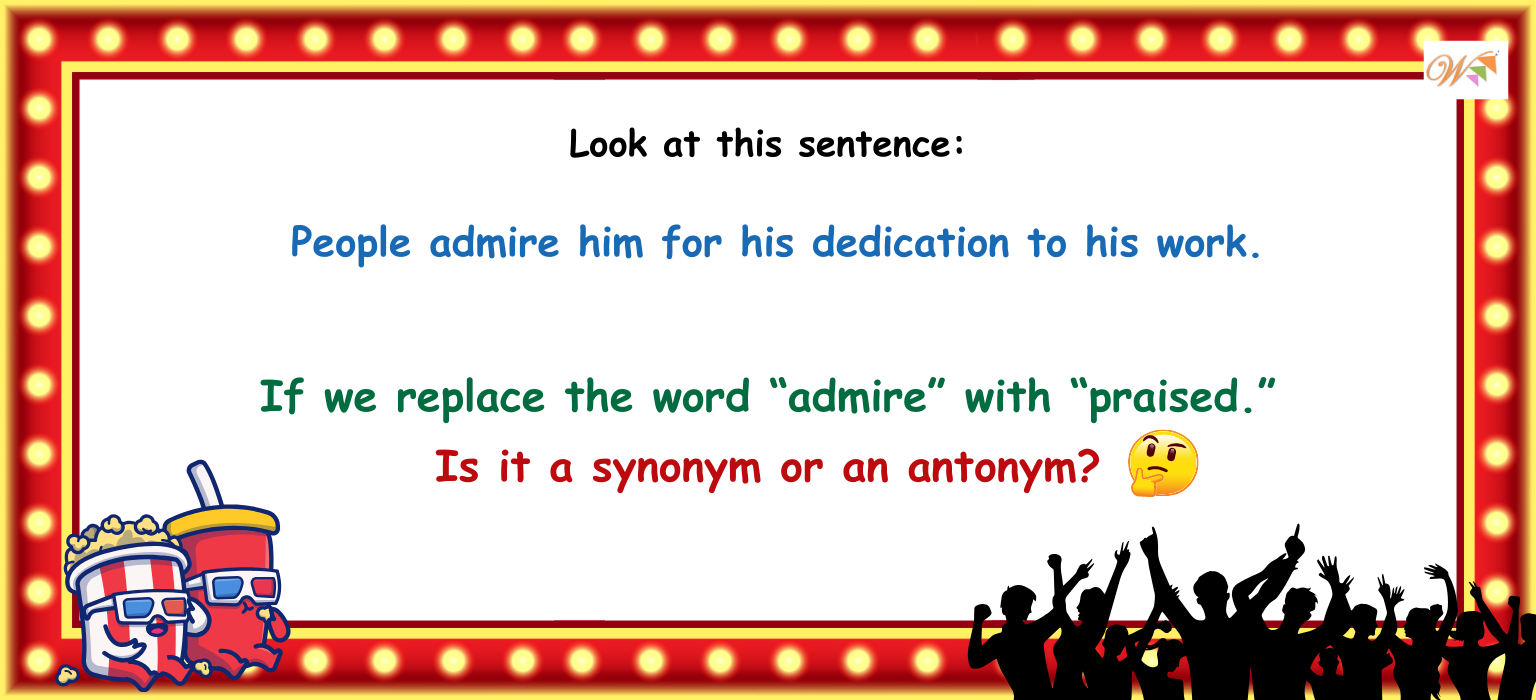 Look at this sentence:
People admire him for his dedication to his work.
If we replace the word “admire” with “praised.”
Is it a synonym or an antonym?
W